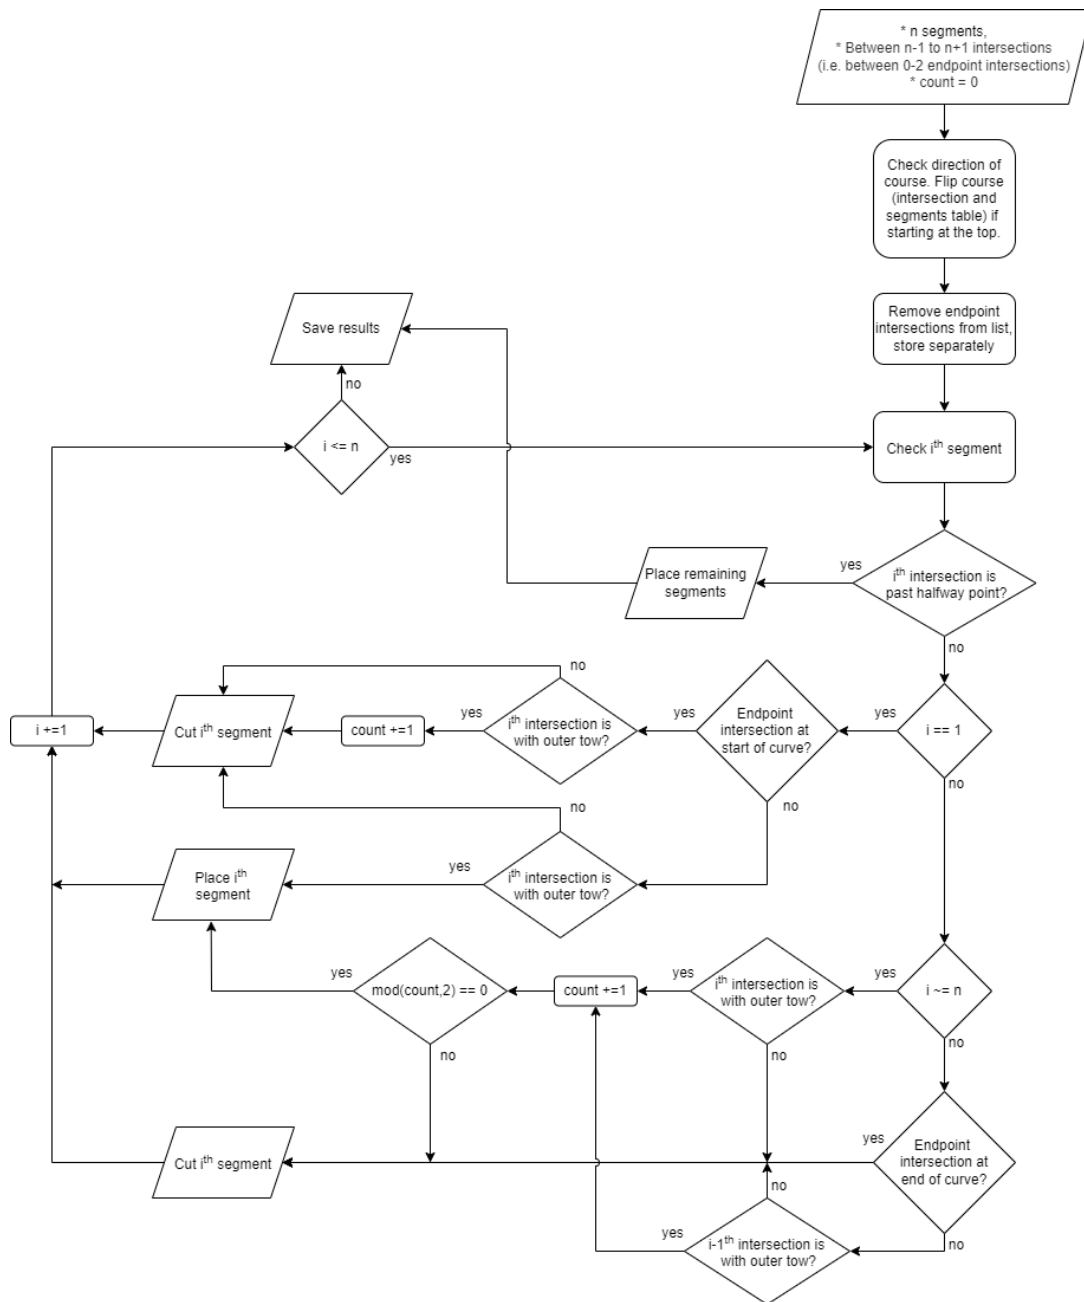 * n segments,
* Between n-1 to n+1 intersections
(i.e. between 0-2 endpoint intersections)
* count = 0
Check direction of
course. Flip course
(intersection and
segments table) if
starting at the top.
Remove endpoint
intersections from list,
store separately
Save results
no
i <= n
yes
Check ith segment
yes
ith intersection is
past halfway point?
no
Place remaining
segments
no
i +=1
Cut ith segment
count +=1
yes
ith intersection is
with outer tow?
yes
Endpoint
intersection at
start of curve?
yes
i == 1
no
no
no
Place ith
segment
yes
ith intersection is
with outer tow?
yes
mod(count,2) == 0
no
count +=1
yes
ith intersection is
with outer tow?
no
yes
i ~= n
no
Cut ith segment
yes
Endpoint
intersection at
end of curve?
no
no
yes
i-1th intersection is
with outer tow?